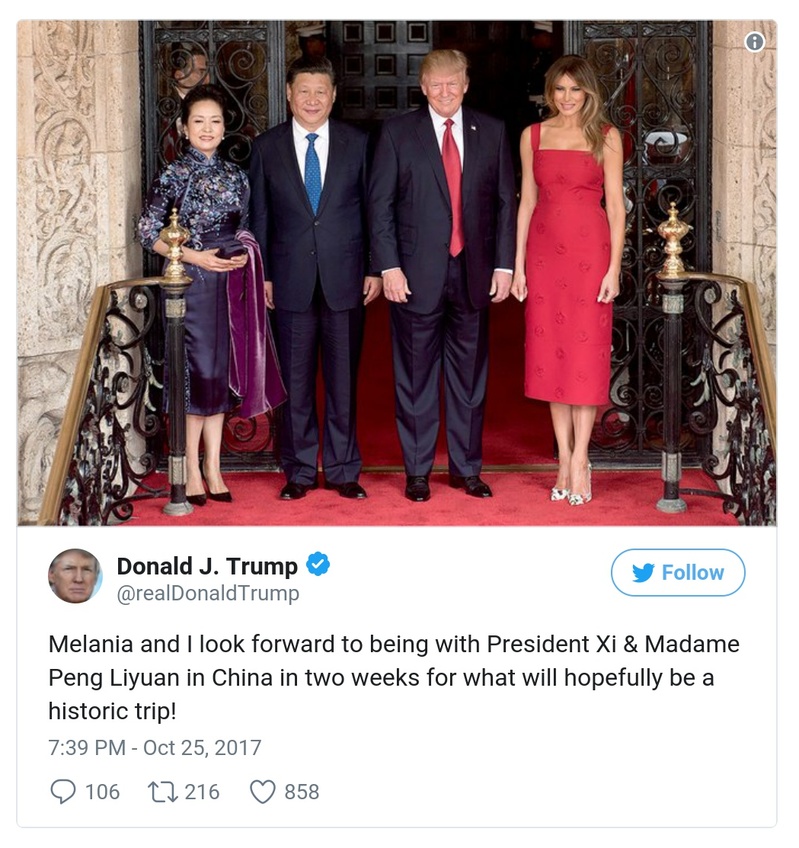 Donald J. Trump
@realDonaldTrump
Follow
Melania and I look forward to being with President Xi & Madame
Peng Liyuan in China in two weeks for what will hopefully be a
historic trip!
7:39 PM - Oct 25, 2017
106 216 858